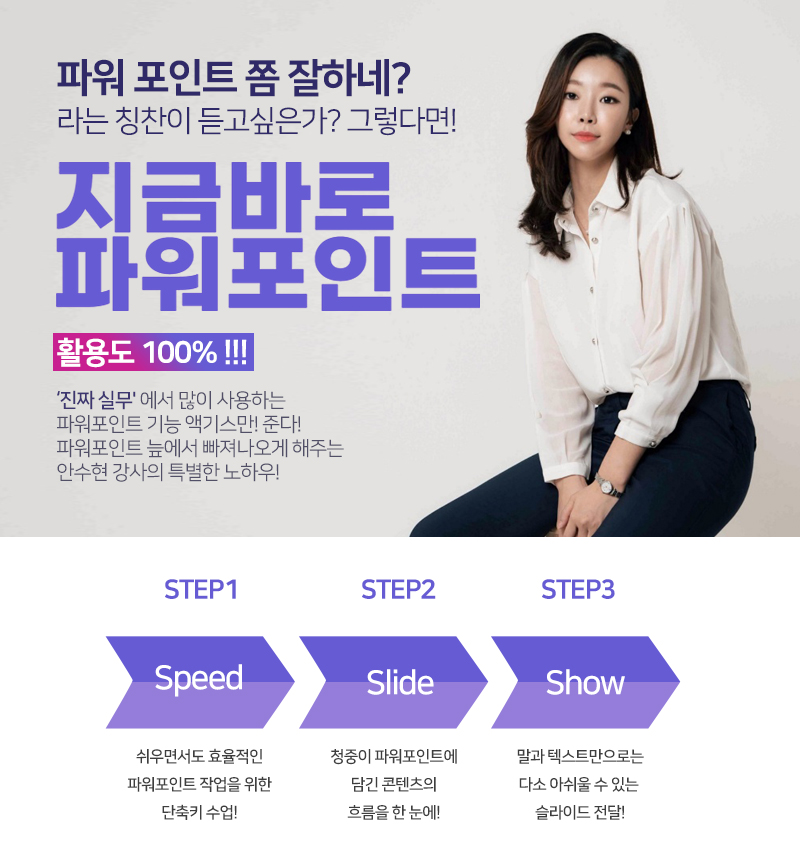 파워 포인트 쫌 잘하네?
라는 칭찬이 듣고싶은가? 그렇다면!
지금바로
파워포인트
활용도 100% !!!
'진짜 실무' 에서 많이 사용하는
파워포인트 기능 액기스만! 준다!
파워포인트 늪에서 빠져나오게 해주는
안수현 강사의 특별한 노하우!
STEP1
STEP2
STEP3
Speed
Slide
Show
쉬우면서도 효율적인
파워포인트 작업을 위한
단축키 수업!
청중이 파워포인트에
담긴 콘텐츠의
흐름을 한 눈에!
말과 텍스트만으로는
다소 아쉬울 수 있는
슬라이드 전달!